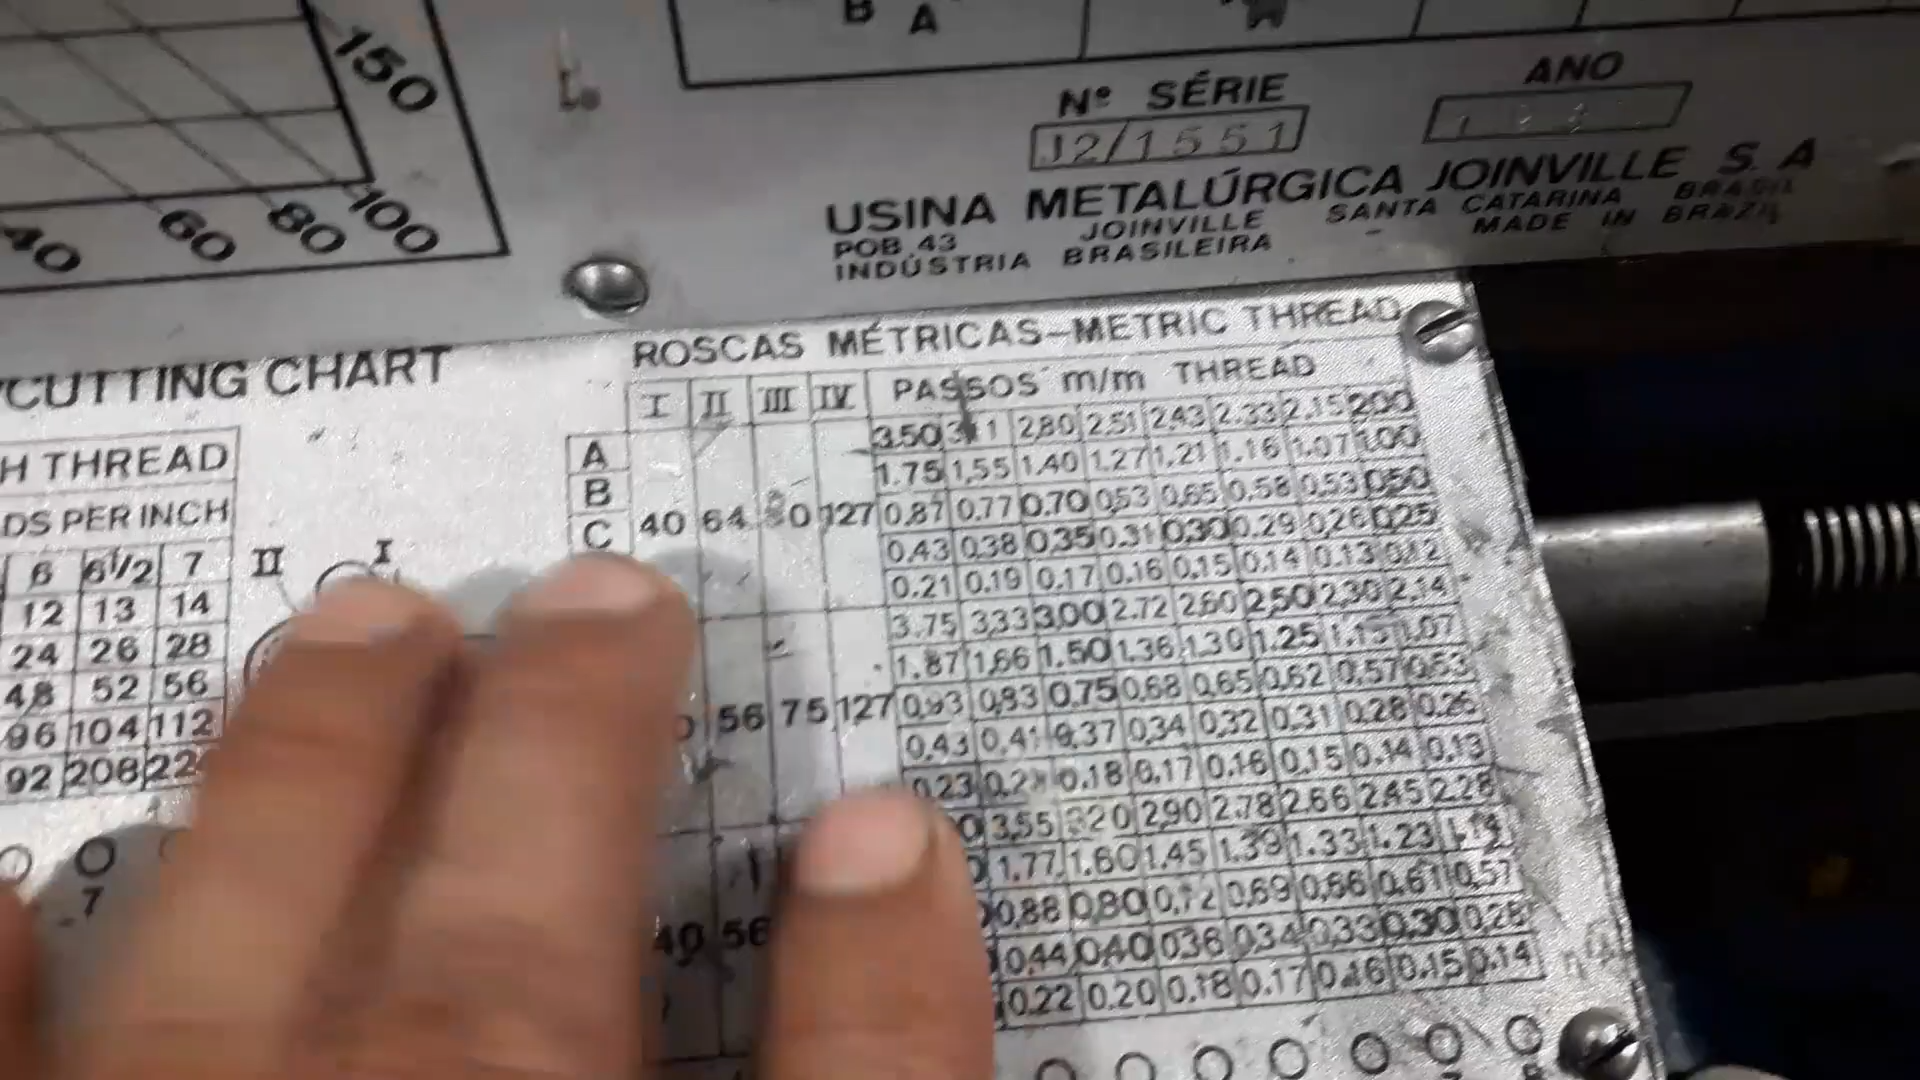 150
B A
Nº SÉRIE
J2/1551
ANO
USINA METALÚRGICA JOINVILLE S. A
POB 43 JOINVILLE SANTA CATARINA BRASIL
INDÚSTRIA BRASILEIRA MADE IN BRAZIL
40 60 80 100
CUTTING CHART
H THREAD
DS PER INCH
6 6½ 7
12 13 14
24 26 28
48 52 56
96 104 112
92 208
II I
7
ROSCAS MÉTRICAS-METRIC THREAD
I II III IV PASSOS m/m THREAD
A 3.50 2,80 2.51 2,43 2.33 2.15 200
B 1.75 1,55 1.40 1.27 1.21 1.16 1.07 1.00
C 40 64 127 0,87 0.77 0.70 0,53 0,65 0,58 0,53 050
0,43 0,38 0,35 0.31 0,30 0.29 0,26 0,25
0.21 0.19 0.17 0.16 0.15 0.14 0.13 0.12
3.75 3,33 3,00 2.72 2,60 2,50 2,30 2.14
1.87 1,66 1.50 1.36 1.30 1.25 1.15 1.07
56 75 127 0,93 0,83 0.75 0,68 0,65 0,62 0,57 0,53
0,43 0,41 0,37 0,34 0,32 0,31 0.28 0.26
0.23 0.18 0.17 0.16 0.15 0.14 0.13
3,55 2,90 2.78 2.66 2.45 2.28
1.77 1.60 1.45 1.39 1.33 1.23
0,88 0,80 0,72 0,69 0,66 0,61 0,57
40 56 0,44 0,40 0,36 0,34 0,33 0,30 0,28
0.22 0.20 0.18 0.17 0.16 0.15 0.14